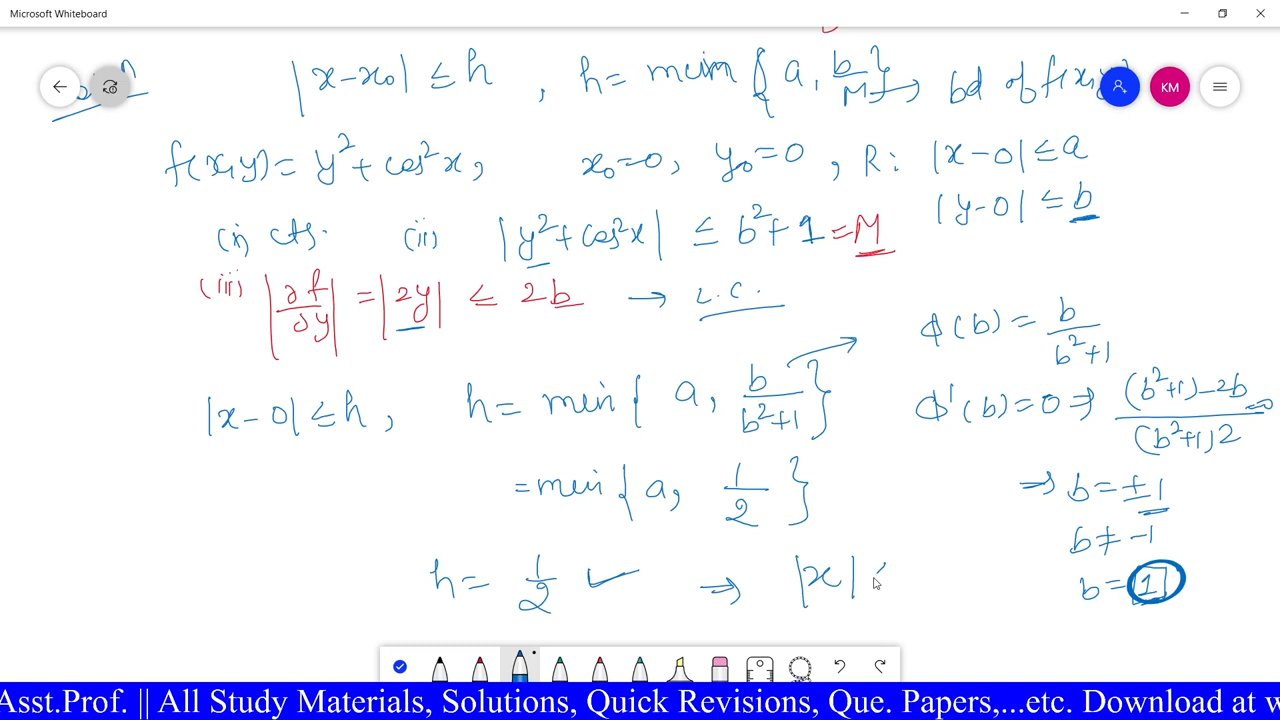 Microsoft Whiteboard
|x-x₀| ≤ h , h = min { a, b/M } → bd of f(x,y)
KM
f(x,y) = y² + cos²x, x₀=0, y₀=0, R: |x-0| ≤ a
|y-0| ≤ b
(i) cts. (ii) |y² + cos²x| ≤ b² + 1 = M
(iii) |∂f/∂y| = |2y| ≤ 2b → L.C.
φ(b) = b/(b²+1)
|x-0| ≤ h, h = min { a, b/(b²+1) }
φ'(b) = 0 ⇒ (b²+1)-2b/(b²+1)2 =0
= min { a, 1/2 }
⇒ b = ±1
b ≠ -1
h = 1/2 ✓ ⇒ |x|
b = 1
Asst.Prof. || All Study Materials, Solutions, Quick Revisions, Que. Papers,...etc. Download at w